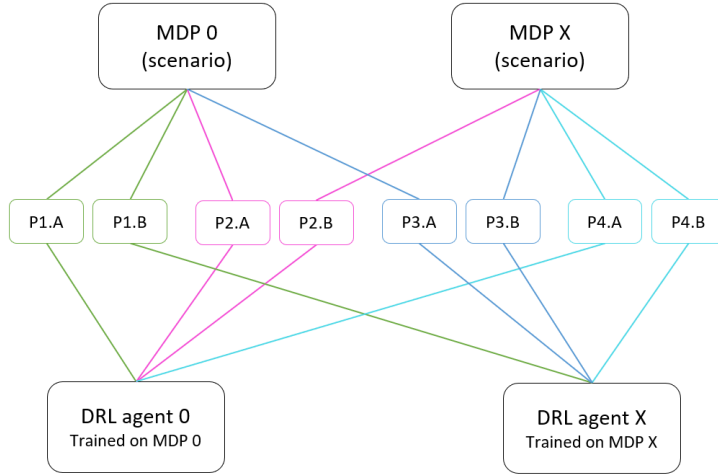 MDP 0
(scenario)
MDP X
(scenario)
P1.A
P1.B
P2.A
P2.B
P3.A
P3.B
P4.A
P4.B
DRL agent 0
Trained on MDP 0
DRL agent X
Trained on MDP X